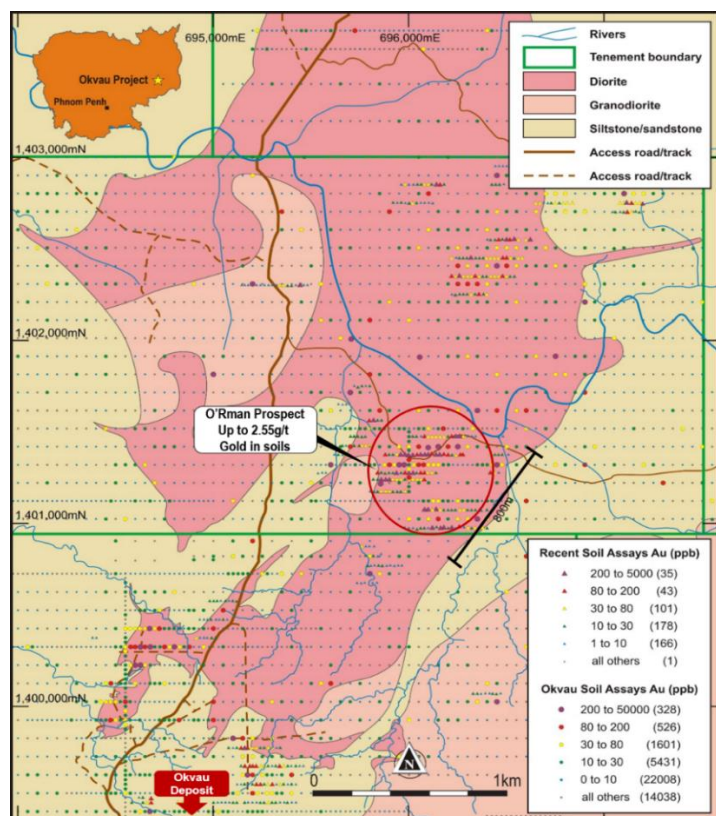 695,000mE
696,000mE
Okvau Project
Phnom Penh
Rivers
Tenement boundary
Diorite
Granodiorite
Siltstone/sandstone
Access road/track
Access road/track
1,403,000mN
1,402,000mN
O'Rman Prospect
Up to 2.55g/t
Gold in soils
800m
1,401,000mN
1,400,000mN
Recent Soil Assays Au (ppb)
200 to 5000 (35)
80 to 200 (43)
30 to 80 (101)
10 to 30 (178)
1 to 10 (166)
all others (1)
Okvau Soil Assays Au (ppb)
200 to 50000 (328)
80 to 200 (526)
30 to 80 (1601)
10 to 30 (5431)
0 to 10 (22008)
all others (14038)
Okvau
Deposit
N
0 1km